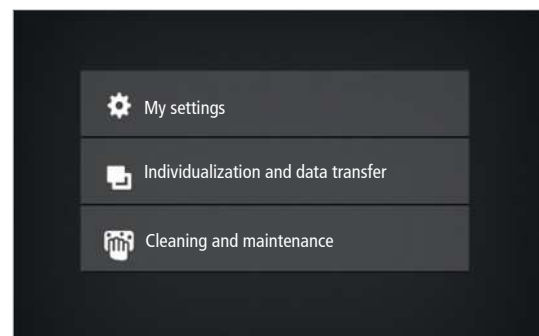 My settings
Individualization and data transfer
Cleaning and maintenance